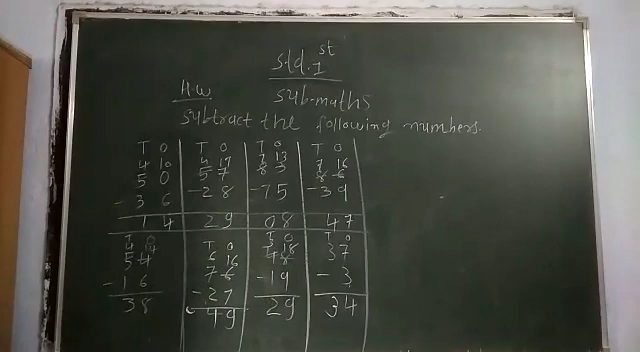 Std.1st
H.W
Sub-maths
Subtract the following numbers.
T O T O T O T O
4 10 4 17 7 13 7 16
5 0 5 7 8 3 8 6
-3 6 -2 8 -7 5 -3 9
1 4 2 9 0 8 4 7
T O T O T O T O
4 14 6 16 3 18 3 7
5 4 7 6 4 8 - 3
-1 6 -2 7 -1 9 3 4
3 8 4 9 2 9